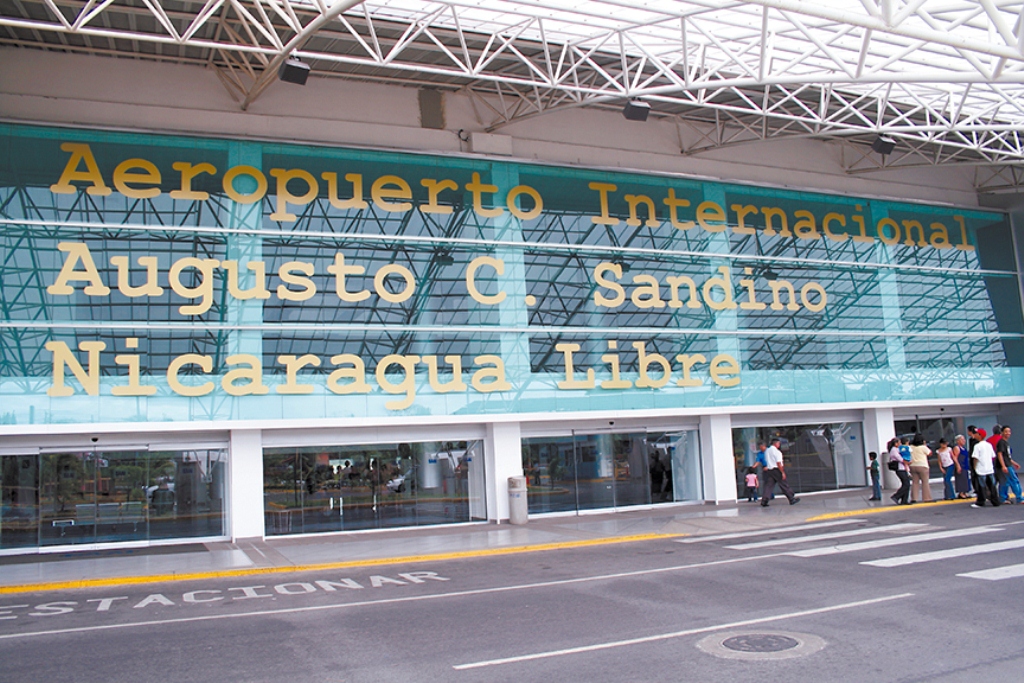 Aeropuerto Internacional
Augusto C. Sandino
Nicaragua Libre
ESTACIONAR